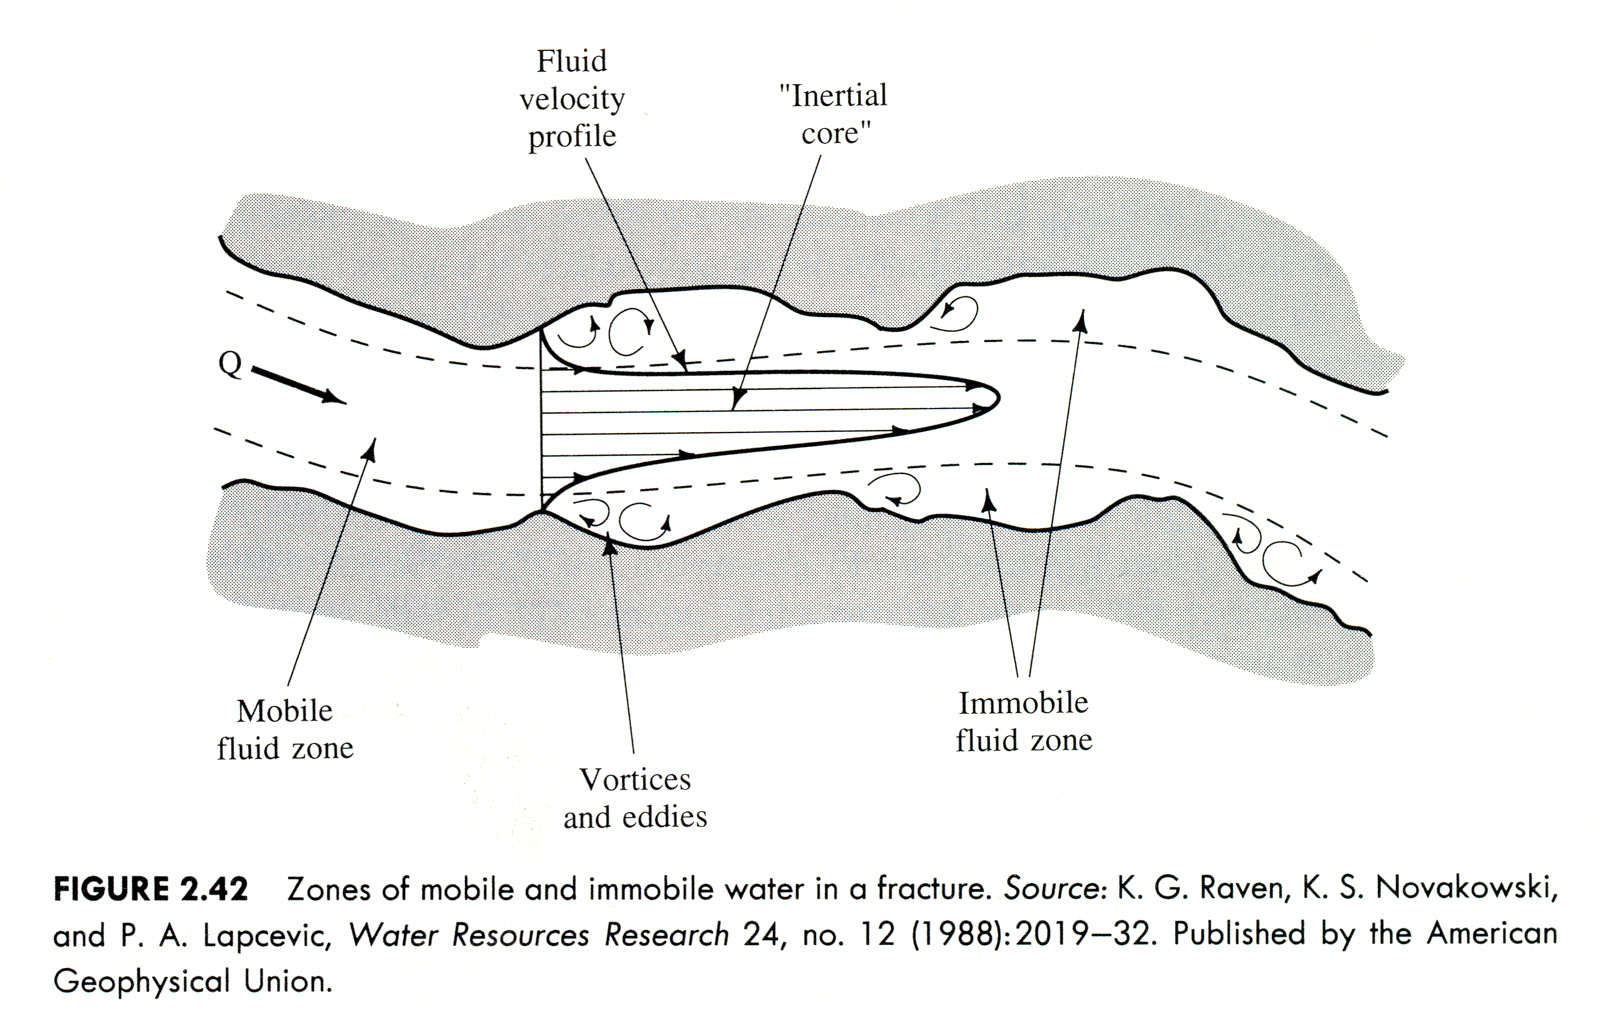 Fluid
velocity
profile
"Inertial
core"
Q
Mobile
fluid zone
Vortices
and eddies
Immobile
fluid zone
FIGURE 2.42 Zones of mobile and immobile water in a fracture. Source: K. G. Raven, K. S. Novakowski,
and P. A. Lapcevic, Water Resources Research 24, no. 12 (1988):2019–32. Published by the American
Geophysical Union.